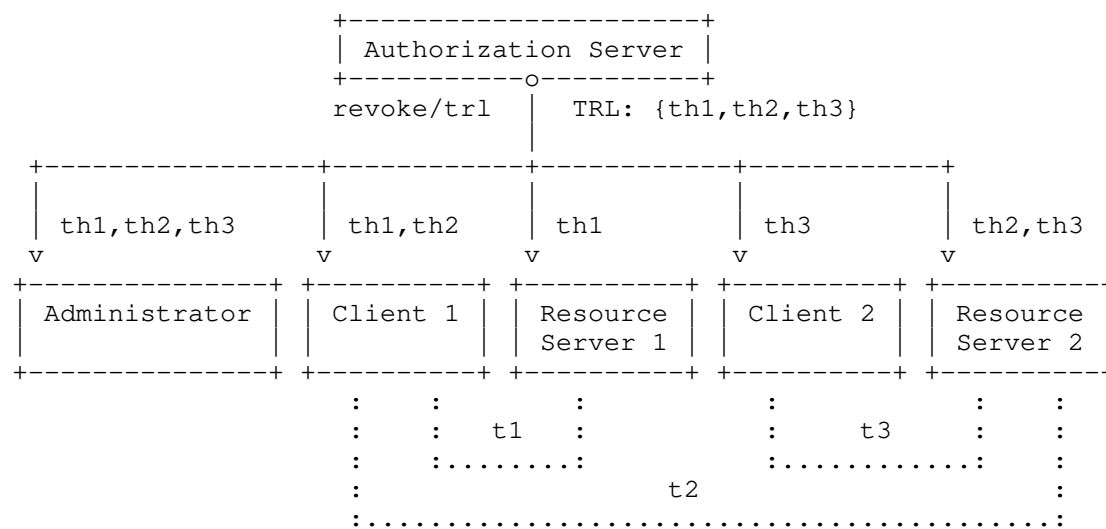 Authorization Server
revoke/trl TRL: {th1,th2,th3}
th1,th2,th3 th1,th2 th1 th3 th2,th3
v v v v v
Administrator Client 1 Resource Client 2 Resource
Server 1 Server 2
t1 t3
t2